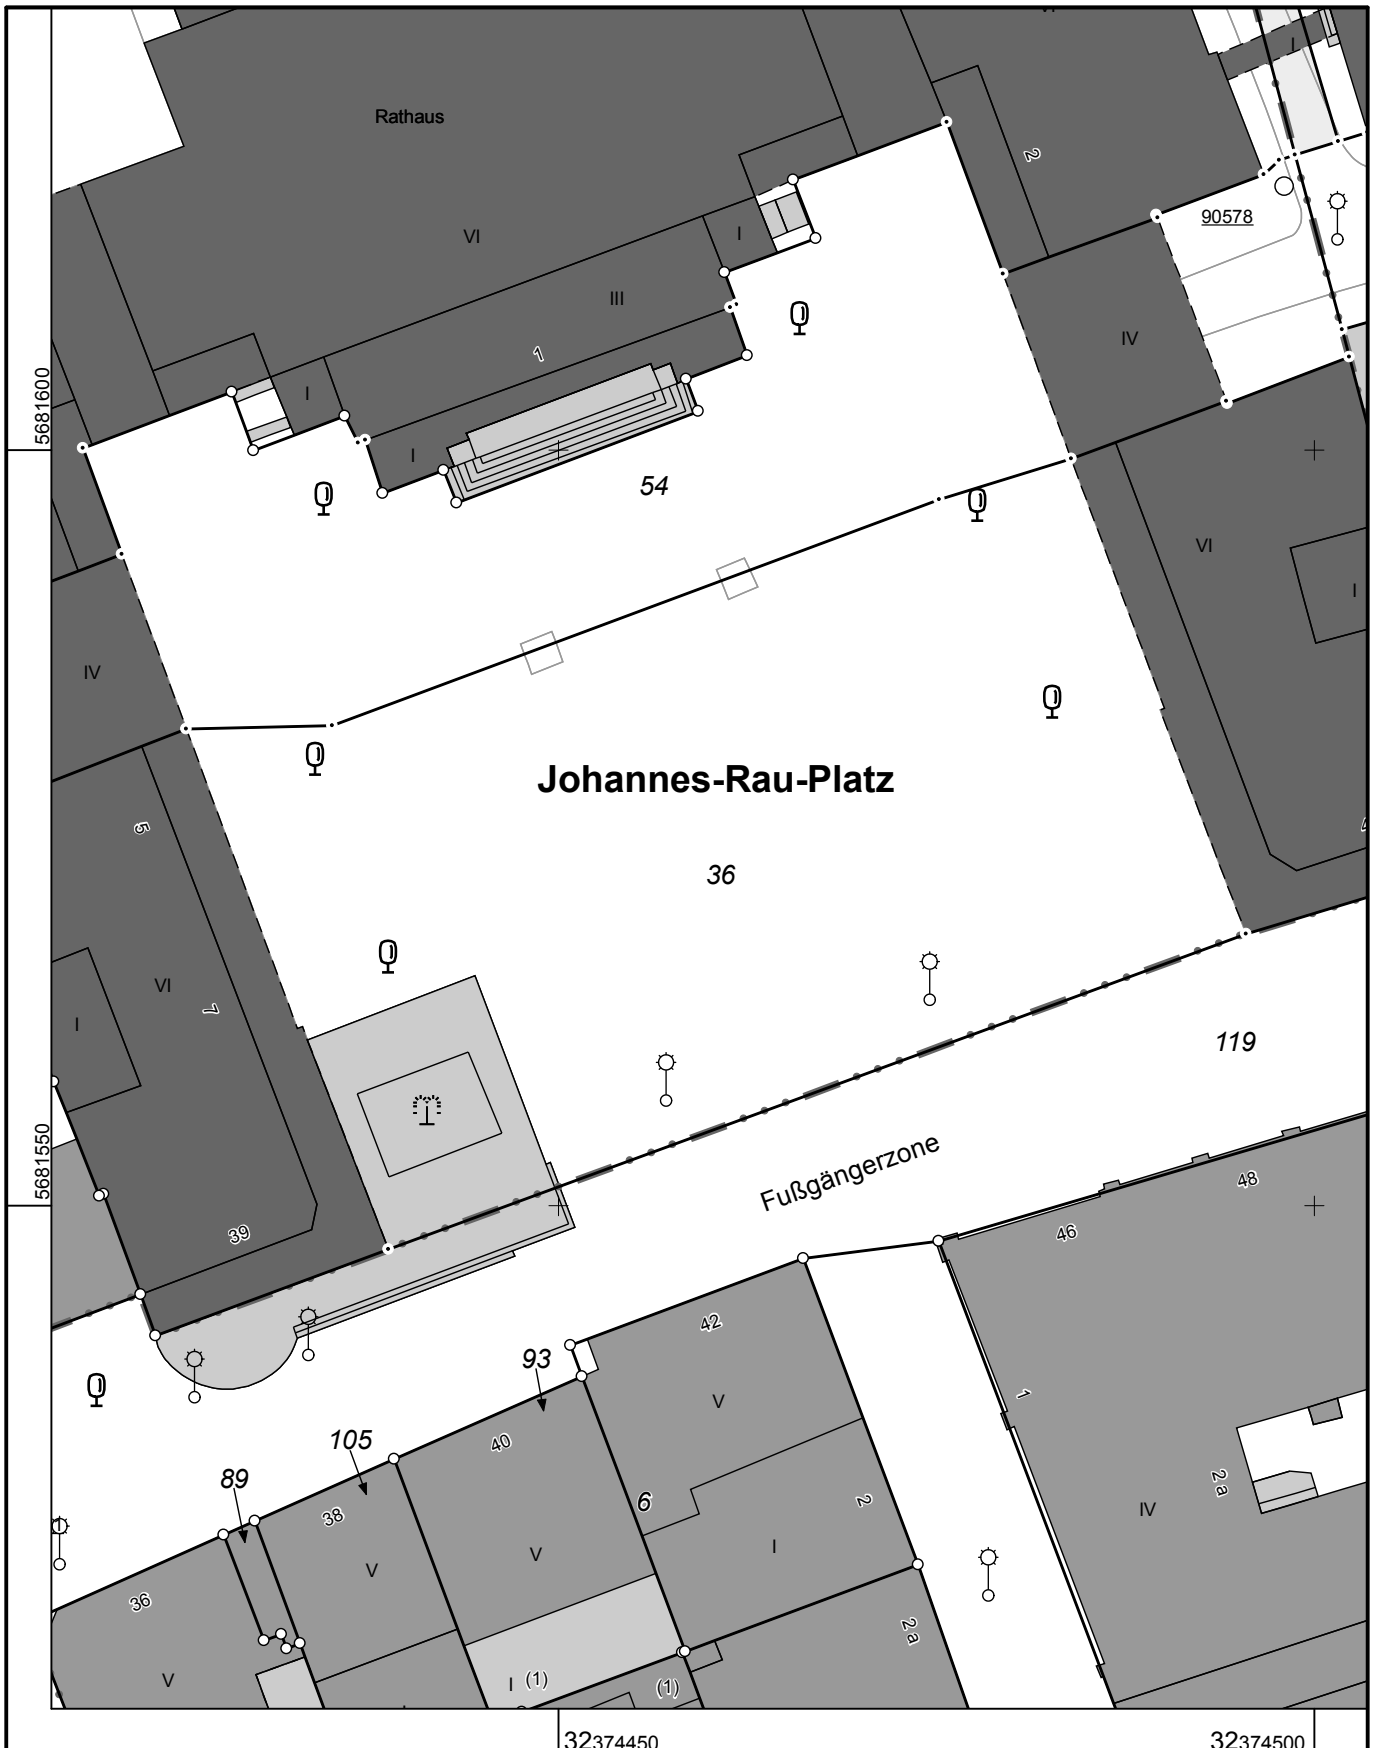 I
Rathaus
2
90578
VI
I
III
IV
1
I
5681600
I
54
VI
I
IV
Johannes-Rau-Platz
5
36
VI
7
I
119
5681550
Fußgängerzone
48
39
46
42
93
1
V
40
105
89
2 a
38
6
2
IV
V
I
V
36
2 a
V
I
(1)
(1)
32374450
32374500